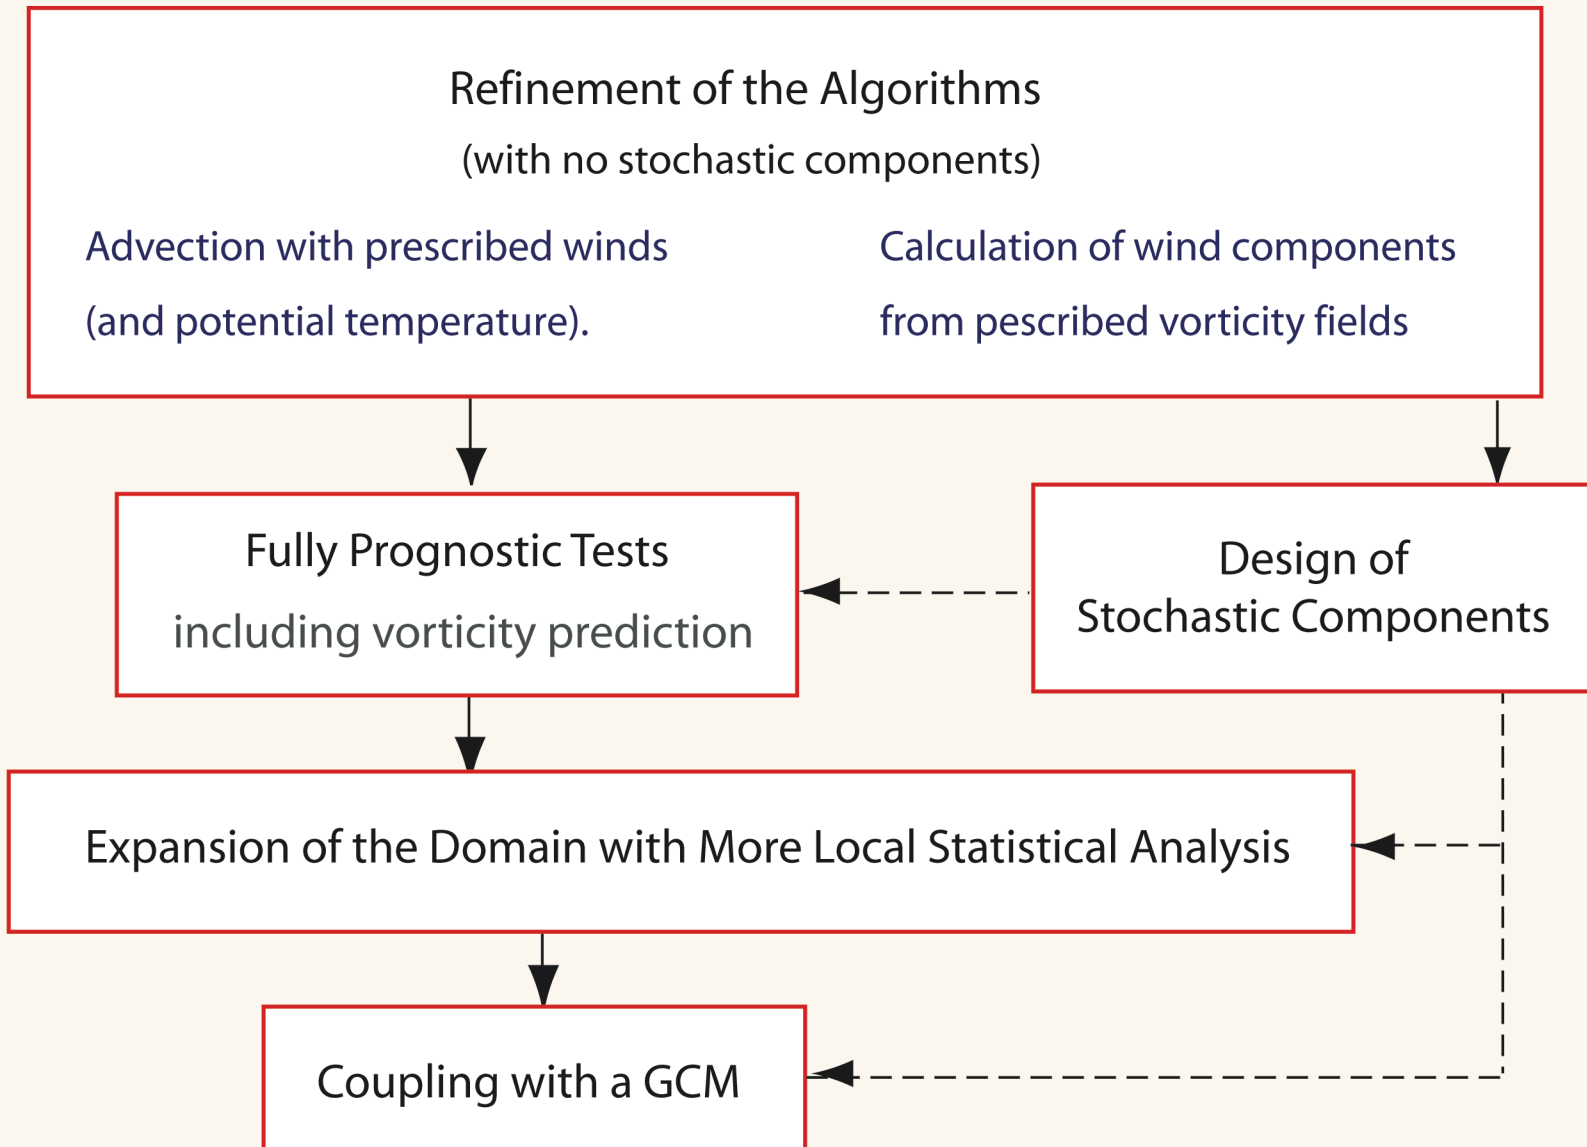 Refinement of the Algorithms
(with no stochastic components)
Advection with prescribed winds
(and potential temperature).
Calculation of wind components
from pescribed vorticity fields
Fully Prognostic Tests
including vorticity prediction
Design of
Stochastic Components
Expansion of the Domain with More Local Statistical Analysis
Coupling with a GCM